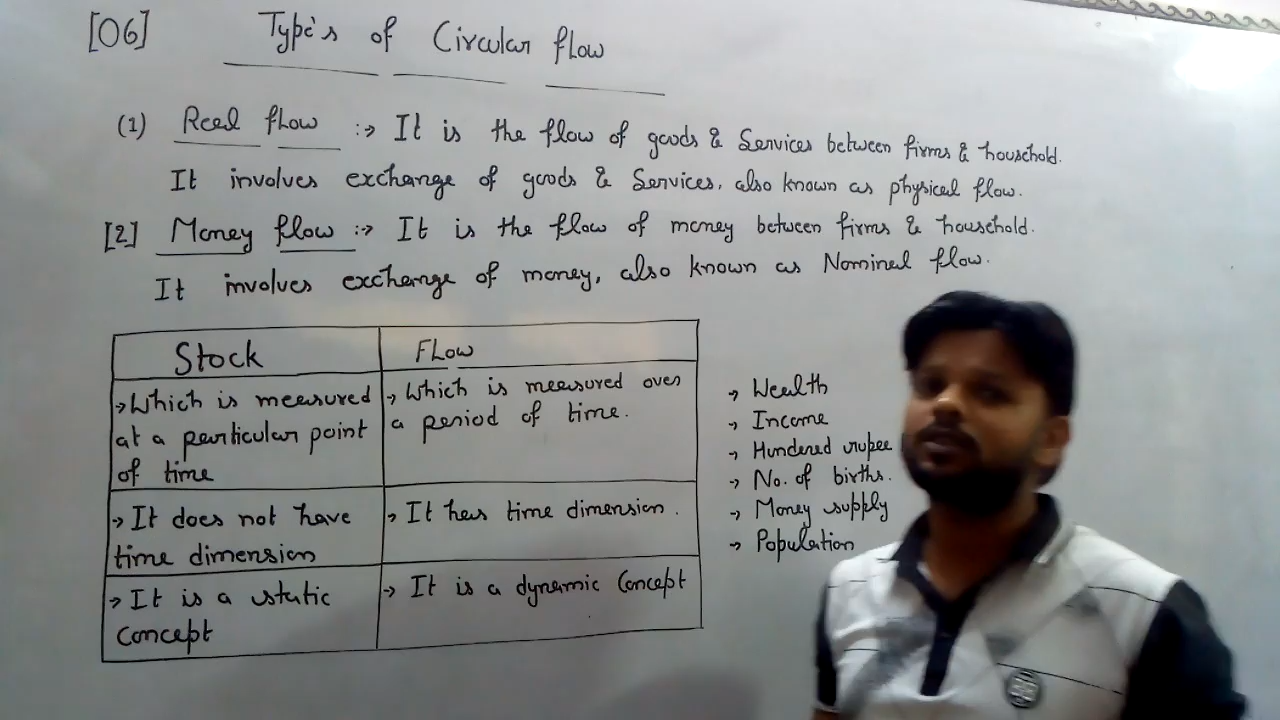 [06] Type's of Circular flow
(1) Real flow :→ It is the flow of goods & Services between firms & household.
It involves exchange of goods & Services, also known as physical flow.
[2] Money flow :→ It is the flow of money between firms & household.
It involves exchange of money, also known as Nominal flow.
Stock
→ Which is measured
at a particular point
of time
Flow
→ Which is measured over
a period of time.
→ It does not have
time dimension
→ It has time dimension.
→ It is a static
concept
→ It is a dynamic Concept
→ Wealth
→ Income
→ Hundered rupee
→ No. of births.
→ Money supply
→ Population